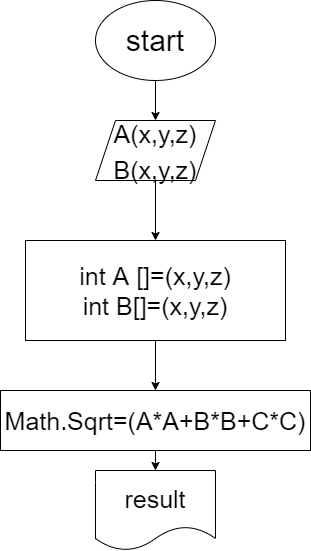 start
A(x,y,z)
B(x,y,z)
int A []=(x,y,z)
int B[]=(x,y,z)
Math.Sqrt=(A*A+B*B+C*C)
result